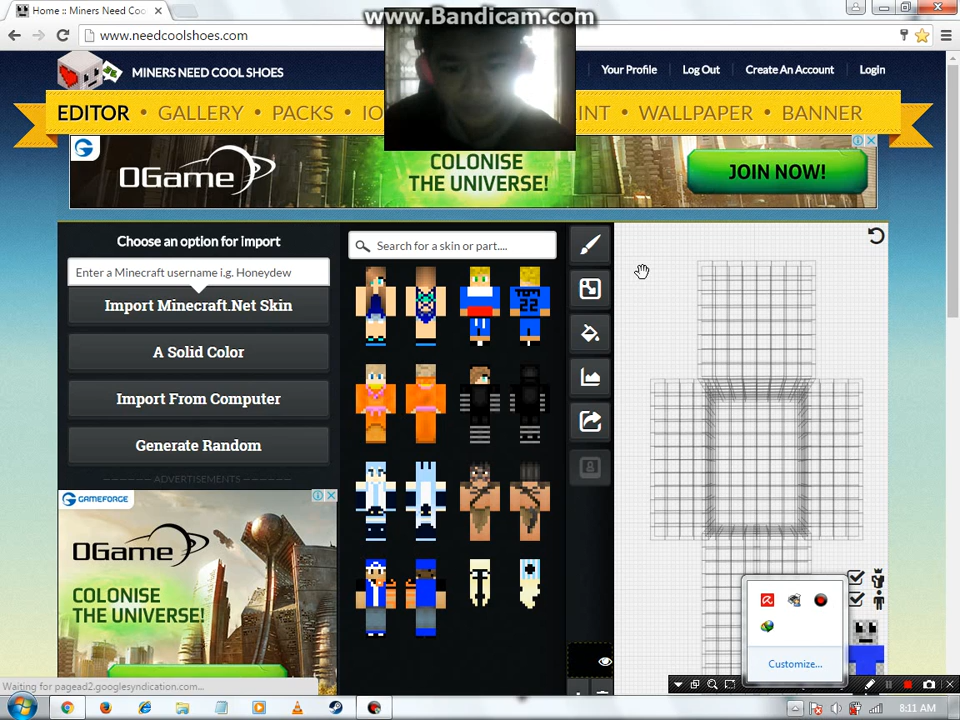 www.Bandicam.com
Home :: Miners Need Coo
www.needcoolshoes.com
MINERS NEED COOL SHOES
Your Profile
Log Out
Create An Account
Login
EDITOR • GALLERY • PACKS • IO
INT • WALLPAPER • BANNER
OGame
COLONISE
THE UNIVERSE!
JOIN NOW!
Choose an option for import
Enter a Minecraft username i.g. Honeydew
Import Minecraft.Net Skin
A Solid Color
Import From Computer
Generate Random
ADVERTISEMENTS
Search for a skin or part....
TOM
22
GAMEFORGE
OGame
COLONISE
THE UNIVERSE!
Customize...
Waiting for pagead2.googlesyndication.com...
8:11 AM